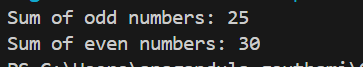 Sum of odd numbers: 25
Sum of even numbers: 30